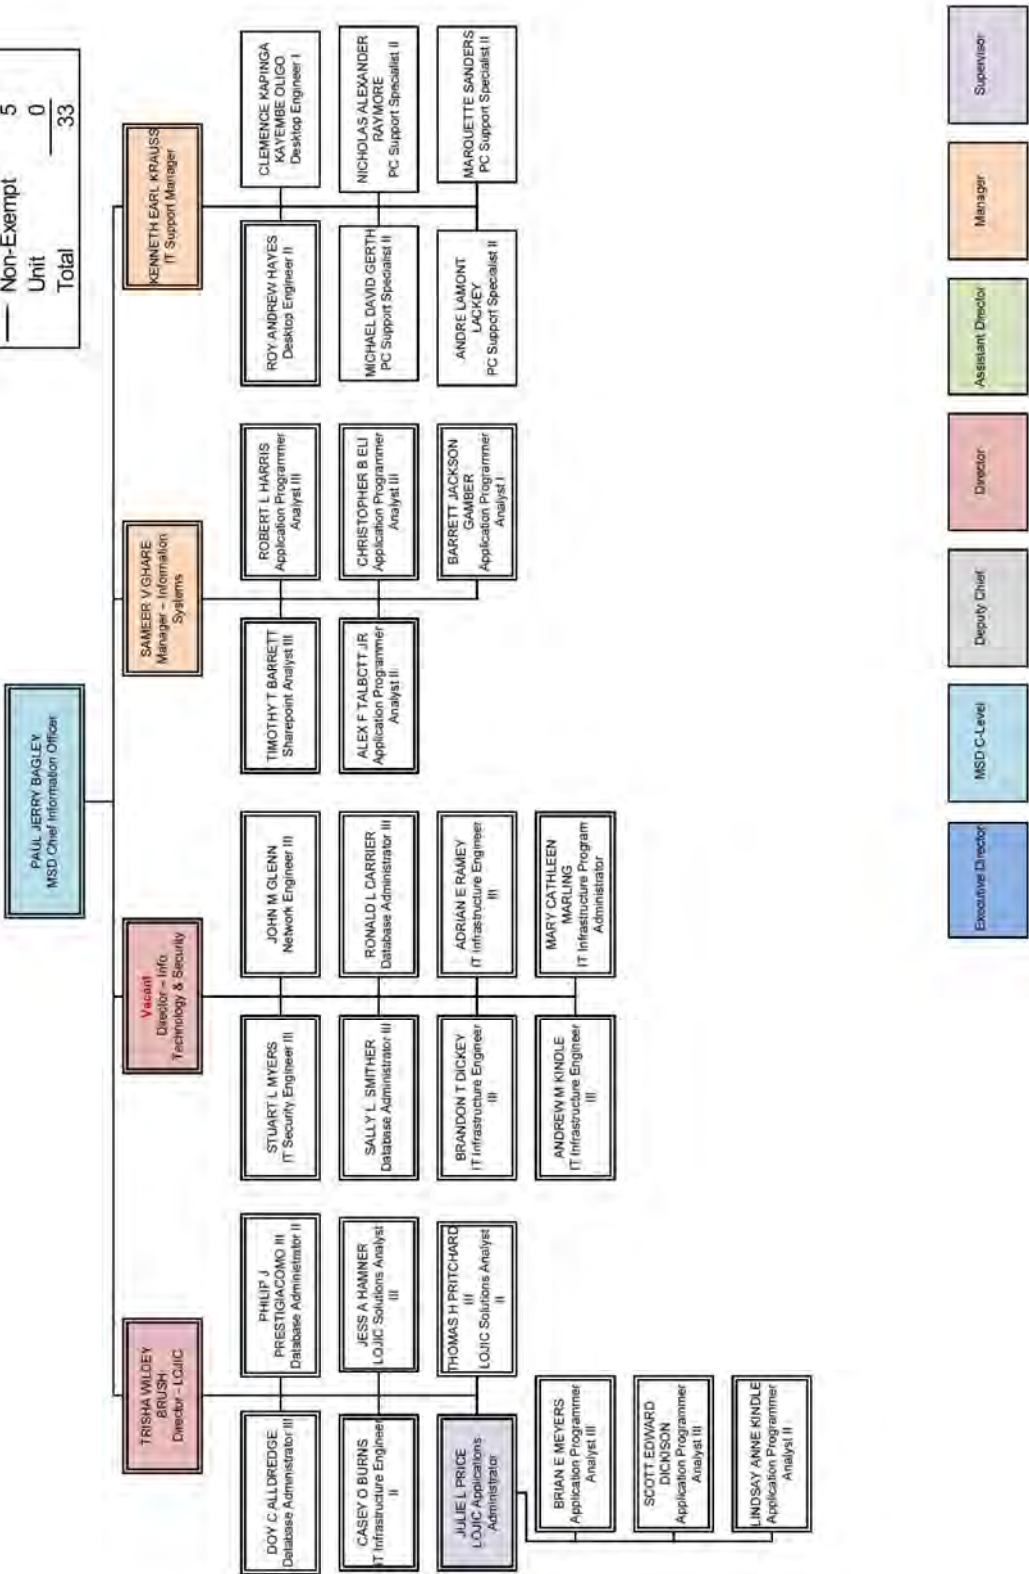 Non-Exempt 5
Unit 0
Total 33
PAUL JERRY BAGLEY
MSD Chief Information Officer
TRISHA WILDEY
BRUSH
Director - LOJIC
Vacant
Director – Info
Technology & Security
SAMEER V GHARE
Manager – Information
Systems
KENNETH EARL KRAUSS
IT Support Manager
DOY C ALLDREDGE
Database Administrator III
PHILIP J
PRESTIGIACOMO III
Database Administrator II
CASEY O BURNS
IT Infrastructure Engineer
II
JESS A HAMNER
LOJIC Solutions Analyst
III
JULIE L PRICE
LOJIC Applications
Administrator
THOMAS H PRITCHARD
III
LOJIC Solutions Analyst
II
BRIAN E MEYERS
Application Programmer
Analyst III
SCOTT EDWARD
DICKISON
Application Programmer
Analyst III
LINDSAY ANNE KINDLE
Application Programmer
Analyst II
STUART L MYERS
IT Security Engineer III
JOHN M GLENN
Network Engineer III
SALLY L. SMITHER
Database Administrator III
RONALD L CARRIER
Database Administrator III
BRANDON T DICKEY
IT Infrastructure Engineer
III
ADRIAN E RAMEY
IT Infrastructure Engineer
III
ANDREW M KINDLE
IT Infrastructure Engineer
III
MARY CATHLEEN
MARLING
IT Infrastructure Program
Administrator
TIMOTHY T BARRETT
Sharepoint Analyst III
ROBERT L HARRIS
Application Programmer
Analyst III
ALEX F TALBOTT JR
Application Programmer
Analyst II
CHRISTOPHER B ELI
Application Programmer
Analyst III
BARRETT JACKSON
GAMBER
Application Programmer
Analyst I
ROY ANDREW HAYES
Desktop Engineer II
CLEMENCE KAPINGA
KAYEMBE OLIGO
Desktop Engineer I
MICHAEL DAVID GERTH
PC Support Specialist II
NICHOLAS ALEXANDER
RAYMORE
PC Support Specialist II
ANDRE LAMONT
LACKEY
PC Support Specialist II
MARQUETTE SANDERS
PC Support Specialist II
Executive Director
MSD C-Level
Deputy Chief
Director
Assistant Director
Manager
Supervisor